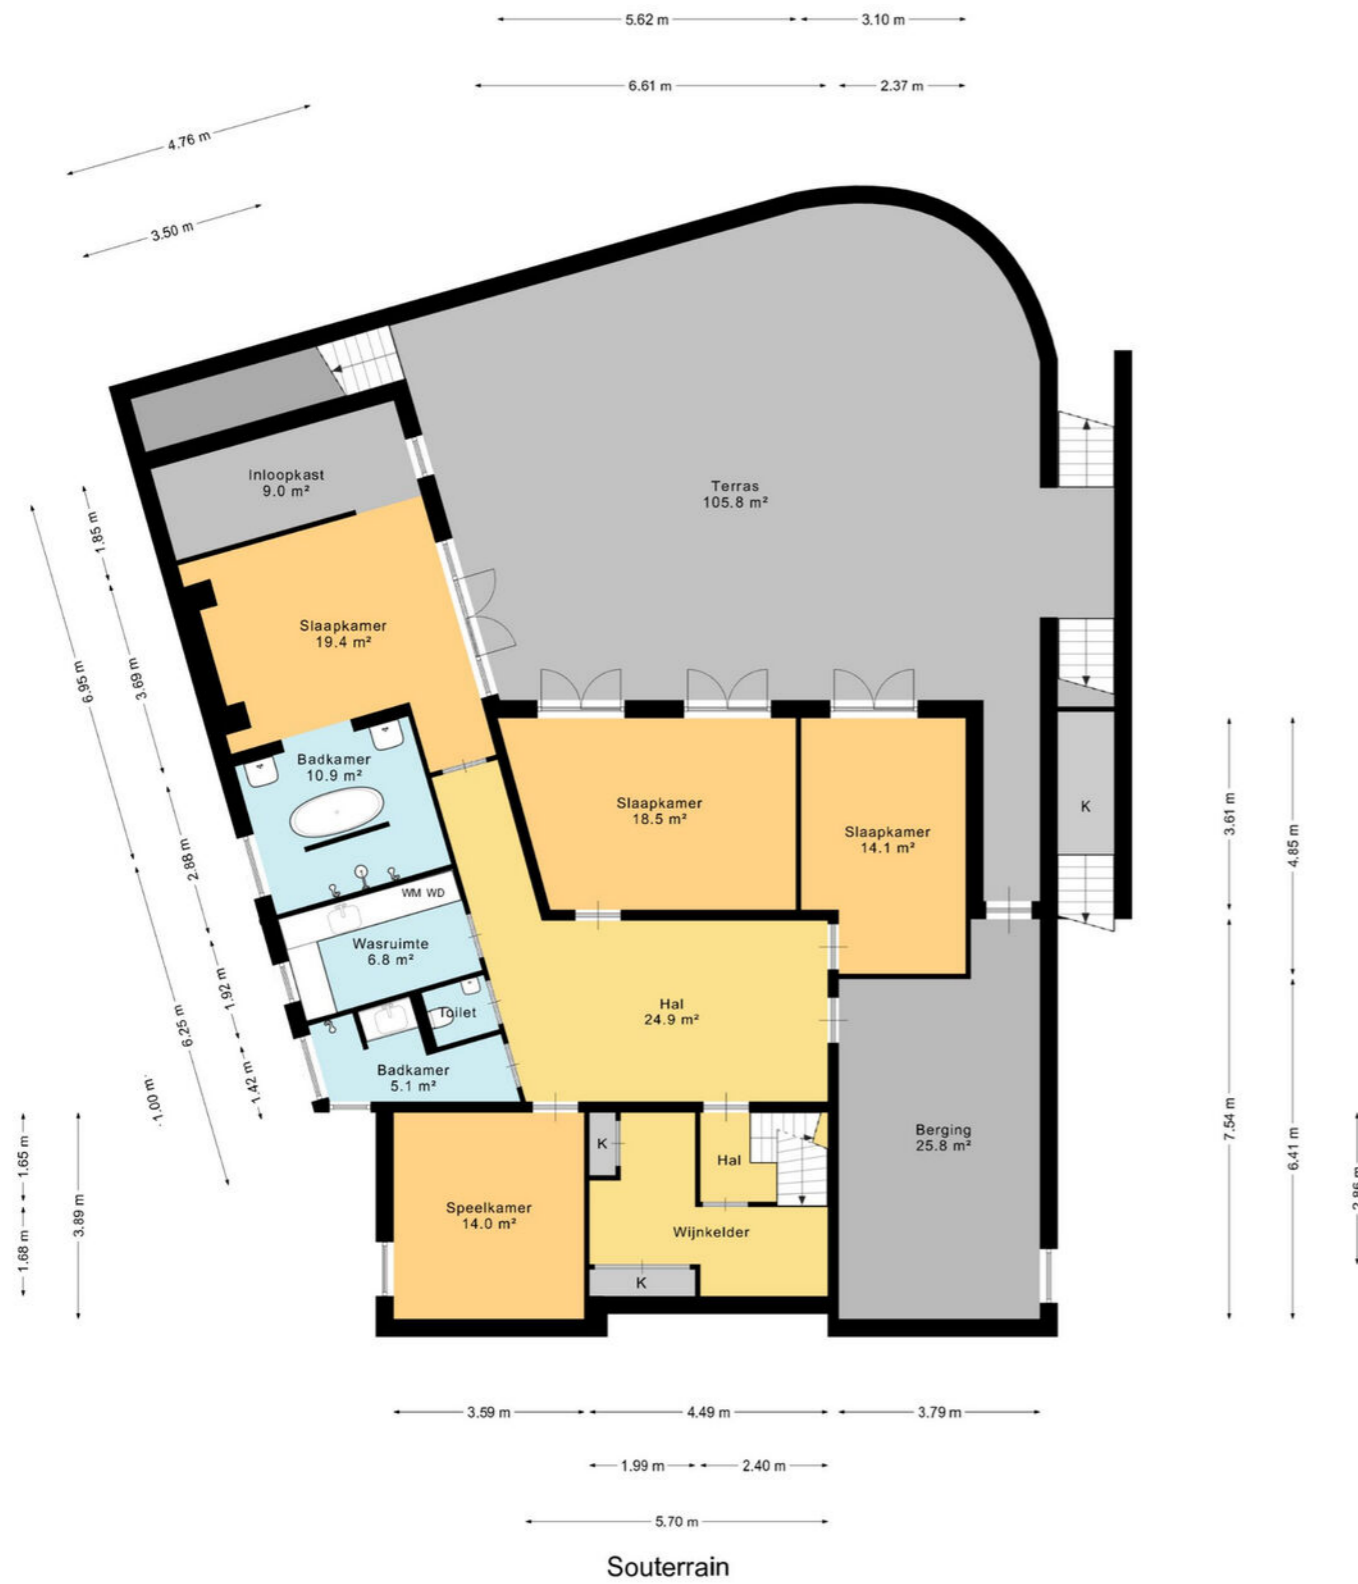 5.62 m
3.10 m
6.61 m
2.37 m
4.76 m
3.50 m
Inloopkast
9.0 m²
Terras
105.8 m²
1.85 m
6.95 m
3.69 m
Slaapkamer
19.4 m²
Badkamer
10.9 m²
Slaapkamer
18.5 m²
Slaapkamer
14.1 m²
K
3.61 m
4.85 m
2.88 m
WM WD
Wasruimte
6.8 m²
1.92 m
6.25 m
1.42 m
1.00 m
Toilet
Hal
24.9 m²
Badkamer
5.1 m²
1.65 m
1.68 m
3.89 m
K
Hal
Speelkamer
14.0 m²
Wijnkelder
K
Berging
25.8 m²
7.54 m
6.41 m
2.86 m
3.59 m
4.49 m
3.79 m
1.99 m
2.40 m
5.70 m
Souterrain